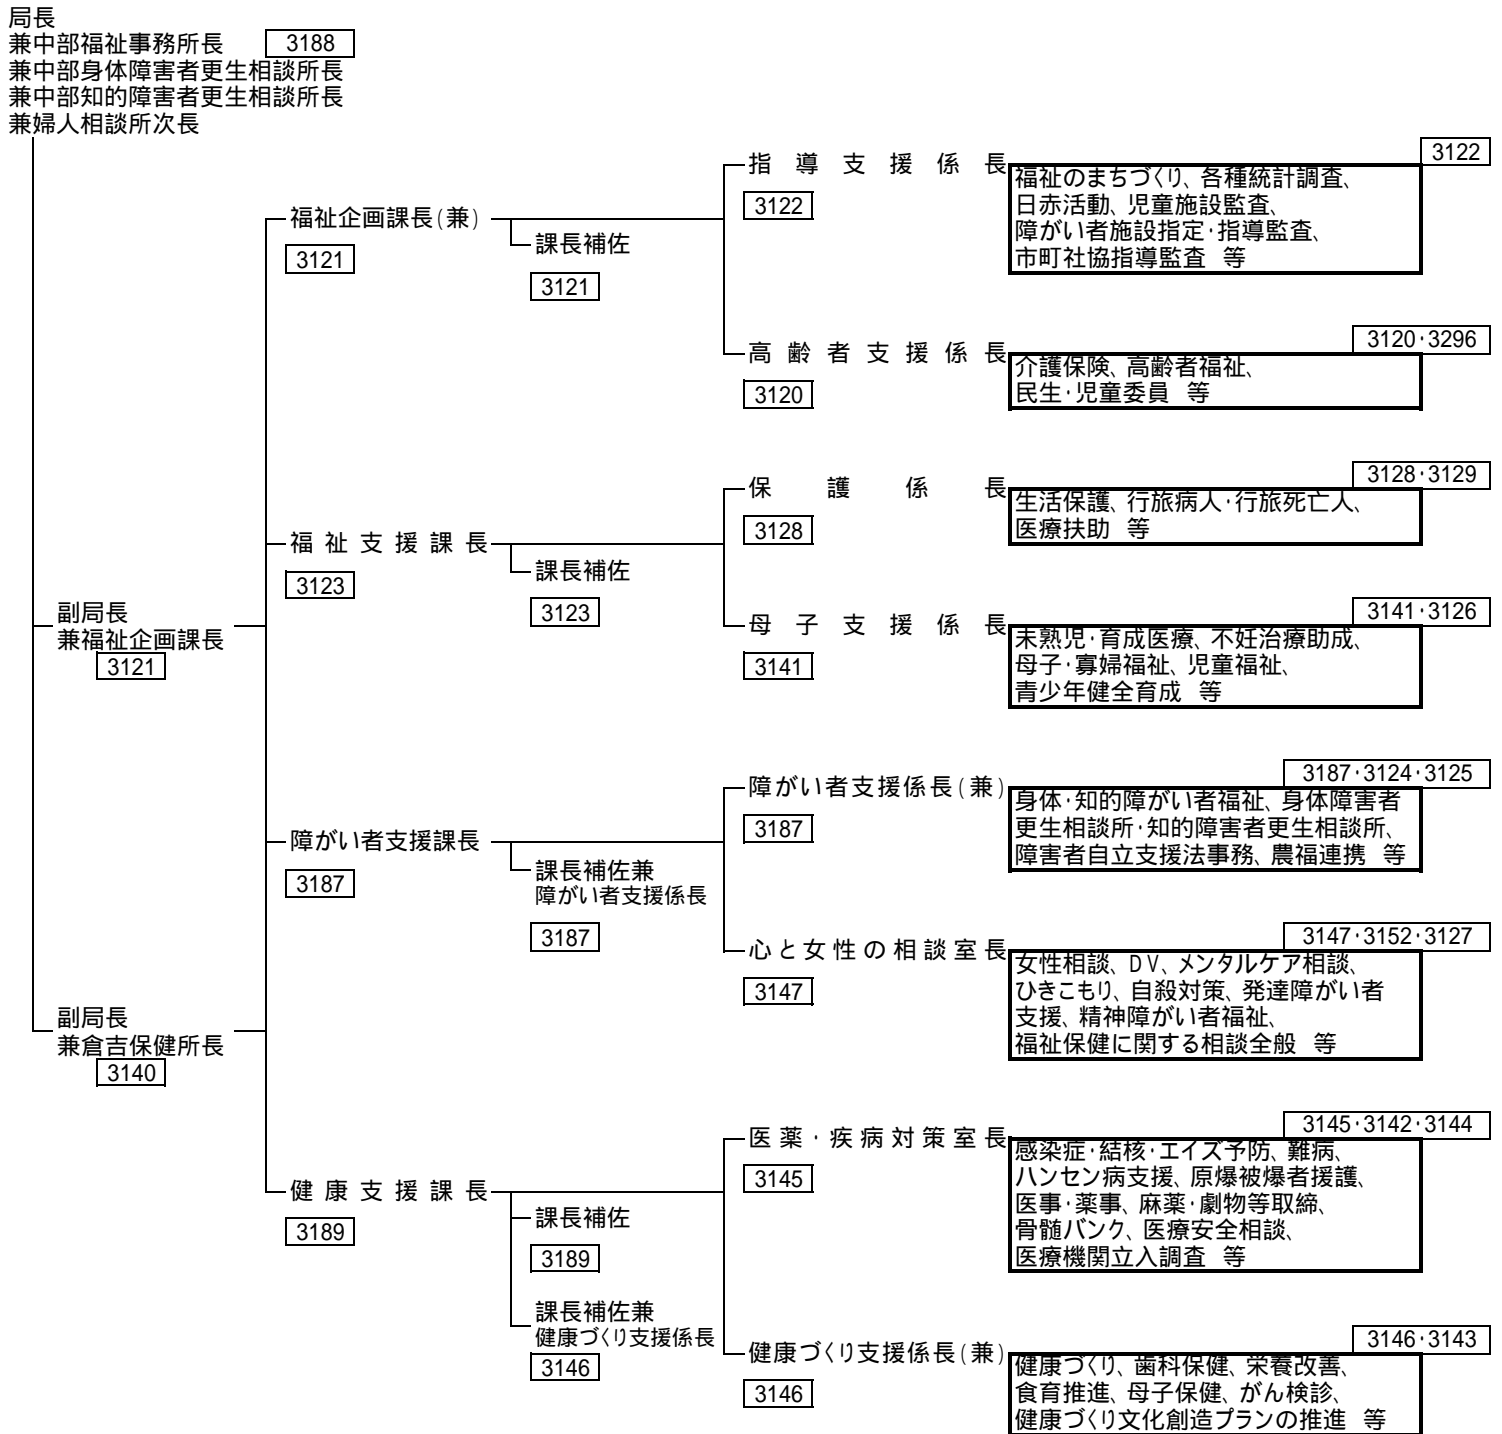 局長
兼中部福祉事務所長 3188
兼中部身体障害者更生相談所長
兼中部知的障害者更生相談所長
兼婦人相談所次長
副局長
兼福祉企画課長
3121
副局長
兼倉吉保健所長
3140
福祉企画課長(兼)
3121
課長補佐
3121
指導支援係長
3122
3122
福祉のまちづくり、各種統計調査、
日赤活動、児童施設監査、
障がい者施設指定・指導監査、
市町社協指導監査 等
高齢者支援係長
3120
3120・3296
介護保険、高齢者福祉、
民生・児童委員 等
福祉支援課長
3123
課長補佐
3123
保護係長
3128
3128・3129
生活保護、行旅病人・行旅死亡人、
医療扶助 等
母子支援係長
3141
3141・3126
未熟児・育成医療、不妊治療助成、
母子・寡婦福祉、児童福祉、
青少年健全育成 等
障がい者支援課長
3187
課長補佐兼
障がい者支援係長
3187
障がい者支援係長(兼)
3187
3187・3124・3125
身体・知的障がい者福祉、身体障害者
更生相談所・知的障害者更生相談所、
障害者自立支援法事務、農福連携 等
心と女性の相談室長
3147
3147・3152・3127
女性相談、DV、メンタルケア相談、
ひきこもり、自殺対策、発達障がい者
支援、精神障がい者福祉、
福祉保健に関する相談全般 等
健康支援課長
3189
課長補佐
3189
課長補佐兼
健康づくり支援係長
3146
医薬・疾病対策室長
3145
3145・3142・3144
感染症・結核・エイズ予防、難病、
ハンセン病支援、原爆被爆者援護、
医事・薬事、麻薬・劇物等取締、
骨髄バンク、医療安全相談、
医療機関立入調査 等
健康づくり支援係長(兼)
3146
3146・3143
健康づくり、歯科保健、栄養改善、
食育推進、母子保健、がん検診、
健康づくり文化創造プランの推進 等